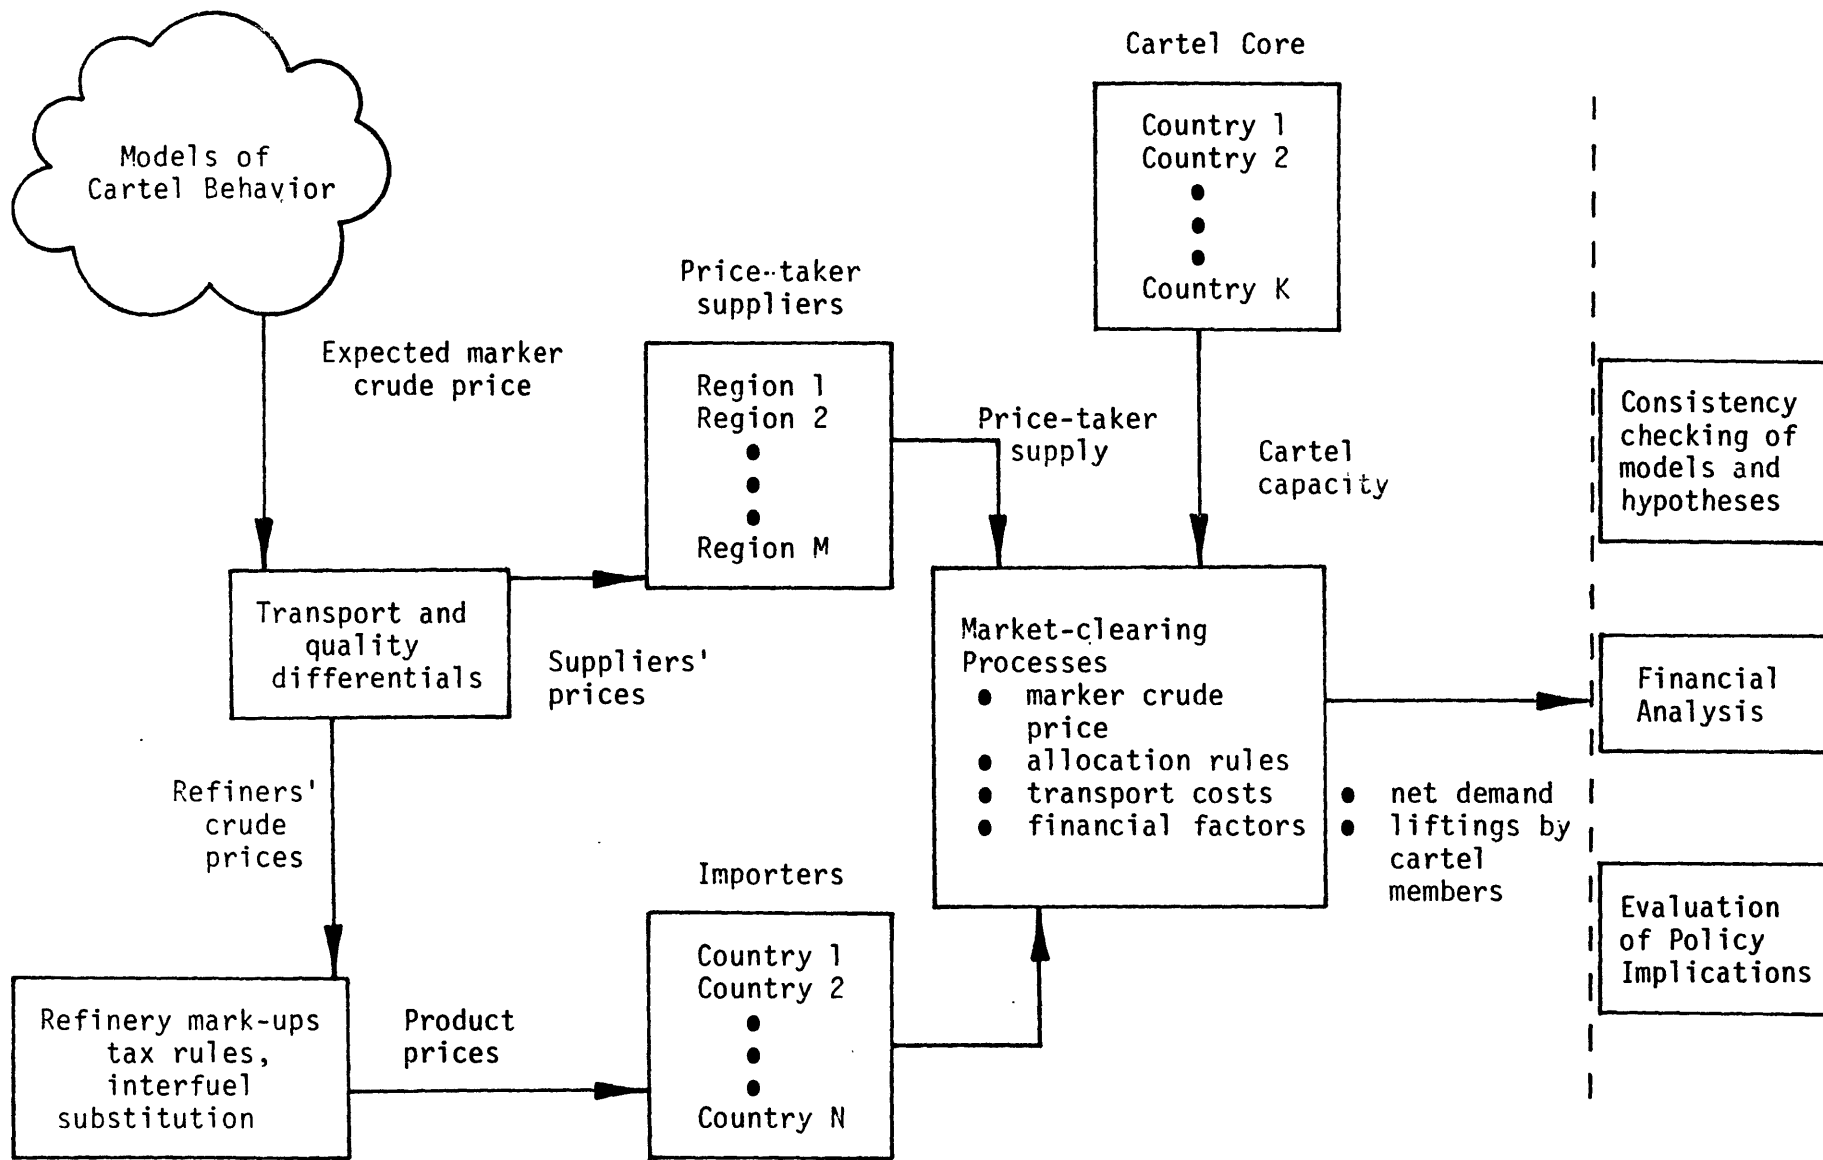 Cartel Core
Models of
Cartel Behavior
Country 1
Country 2
Country K
Price-taker
suppliers
Expected marker
crude price
Region 1
Region 2
Region M
Price-taker
supply
Cartel
capacity
Consistency
checking of
models and
hypotheses
Transport and
quality
differentials
Suppliers'
prices
Market-clearing
Processes
● marker crude
price
● allocation rules
● transport costs
● financial factors
● net demand
● liftings by
cartel
members
Financial
Analysis
Refiners'
crude
prices
Importers
Evaluation
of Policy
Implications
Refinery mark-ups
tax rules,
interfuel
substitution
Product
prices
Country 1
Country 2
Country N